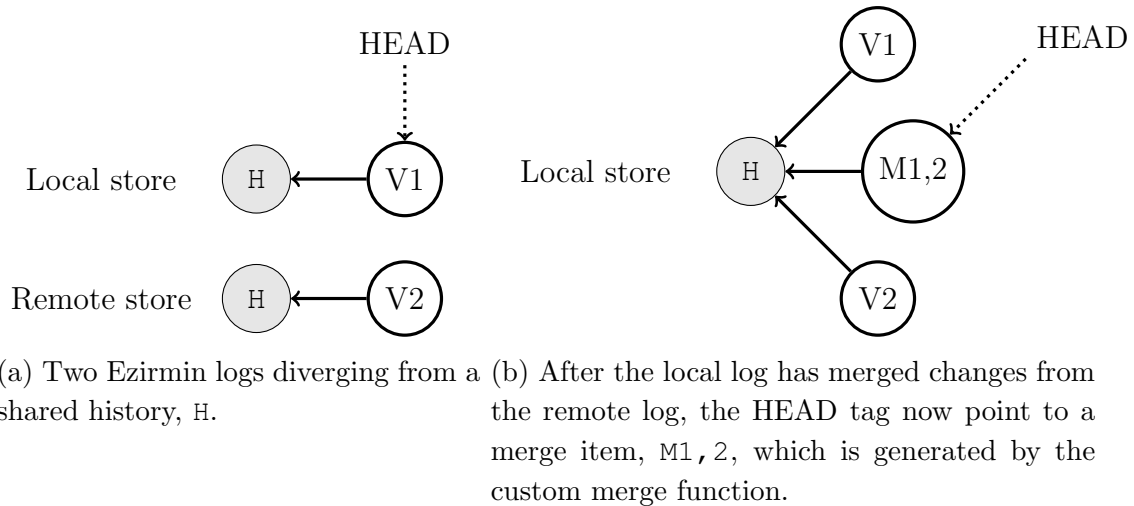 HEAD
Local store H V1
Remote store H V2
(a) Two Ezirmin logs diverging from a
shared history, H.
V1
HEAD
Local store H M1,2
V2
(b) After the local log has merged changes from
the remote log, the HEAD tag now point to a
merge item, M1,2, which is generated by the
custom merge function.